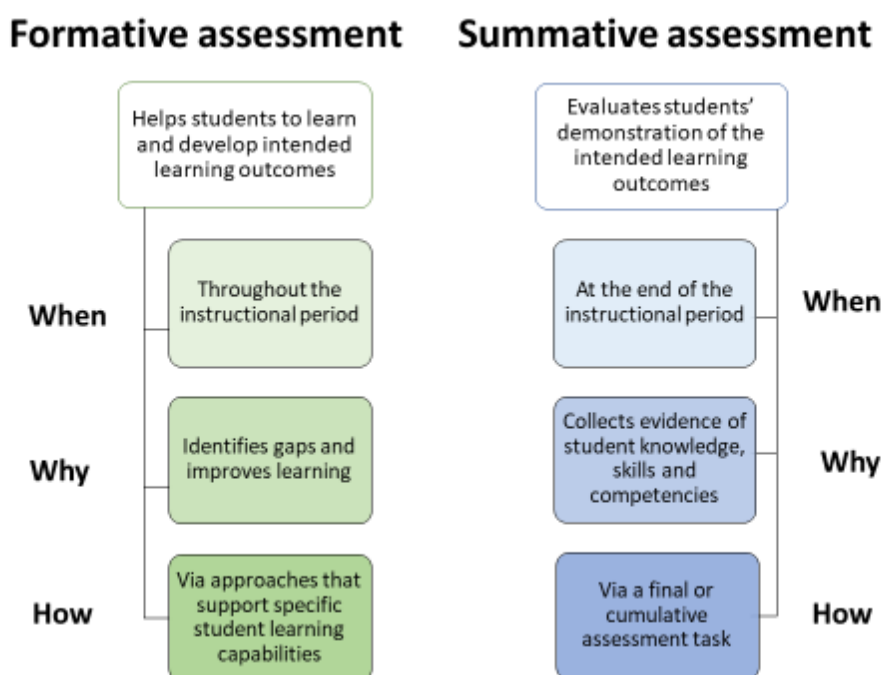 Formative assessment
Helps students to learn
and develop intended
learning outcomes
When
Throughout the
instructional period
Why
Identifies gaps and
improves learning
How
Via approaches that
support specific
student learning
capabilities
Summative assessment
Evaluates students’
demonstration of the
intended learning
outcomes
At the end of the
instructional period
When
Collects evidence of
student knowledge,
skills and
competencies
Why
Via a final or
cumulative
assessment task
How